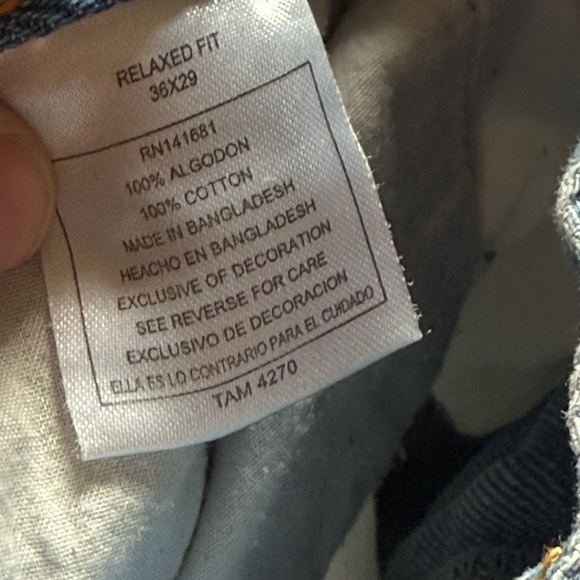 RELAXED FIT
36X29
RN141681
100% ALGODON
100% COTTON
MADE IN BANGLADESH
HEACHO EN BANGLADESH
EXCLUSIVE OF DECORATION
SEE REVERSE FOR CARE
EXCLUSIVO DE DECORACION
ELLA ES LO CONTRARIO PARA EL CUIDADO
TAM 4270